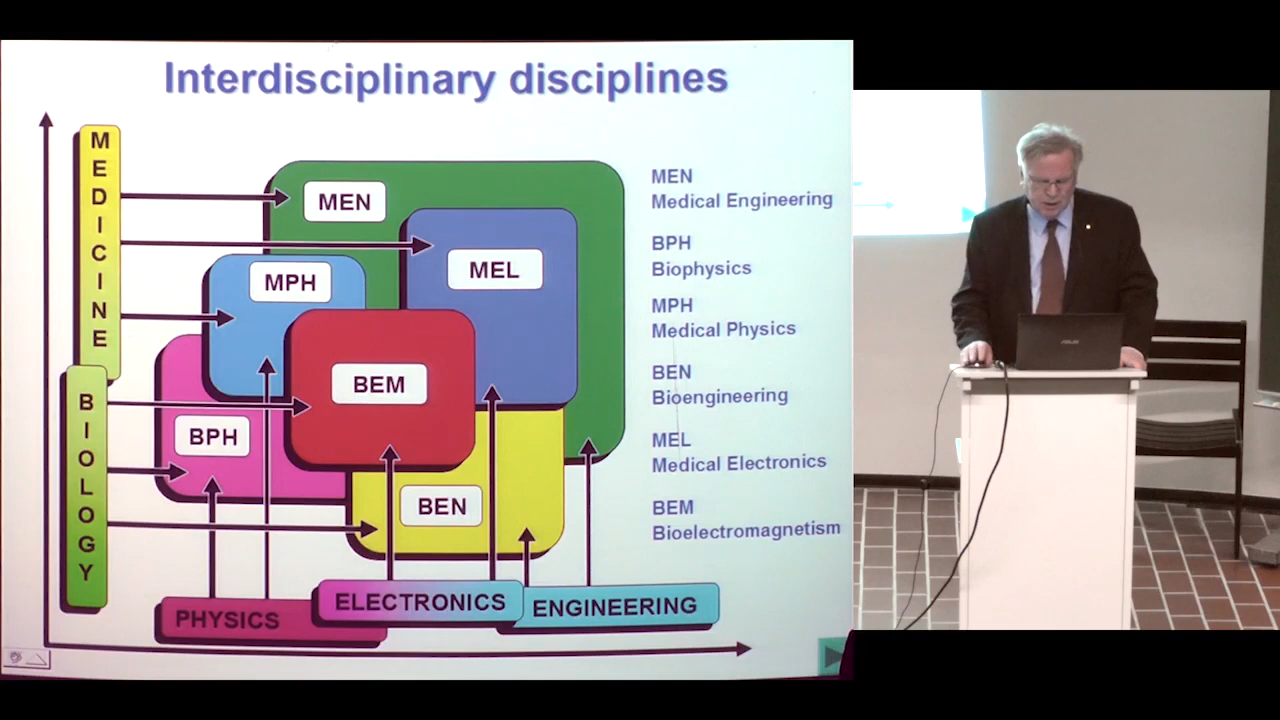 Interdisciplinary disciplines
MEDICINE
BIOLOGY
MEN
MEL
MPH
BEM
BPH
BEN
PHYSICS
ELECTRONICS
ENGINEERING
MEN
Medical Engineering
BPH
Biophysics
MPH
Medical Physics
BEN
Bioengineering
MEL
Medical Electronics
BEM
Bioelectromagnetism
ASUS